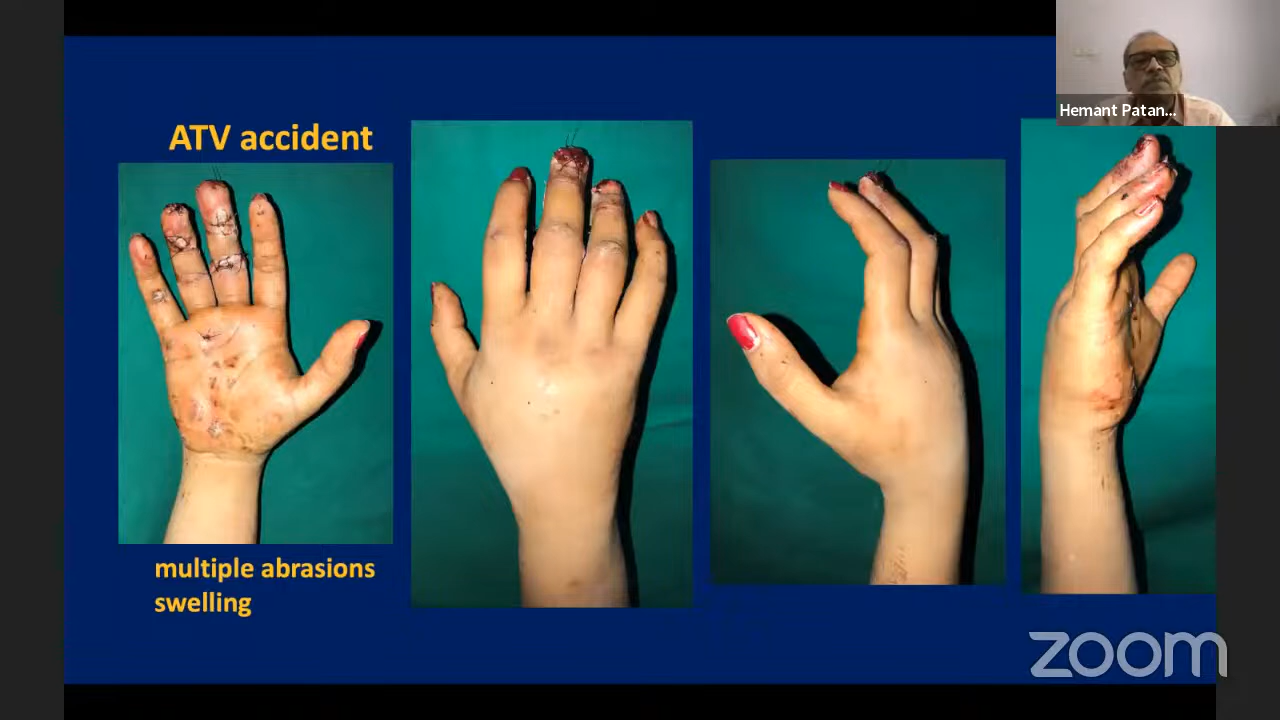 Hemant Patan...
ATV accident
multiple abrasions
swelling
zoom